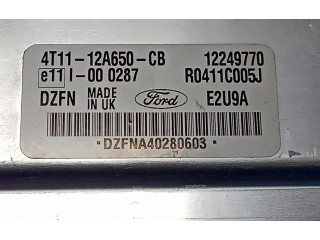 4T11-12A650-CB 12249770
e11 I-00 0287 R0411C005J
DZFN MADE IN UK Ford E2U9A
DZFNA40280603